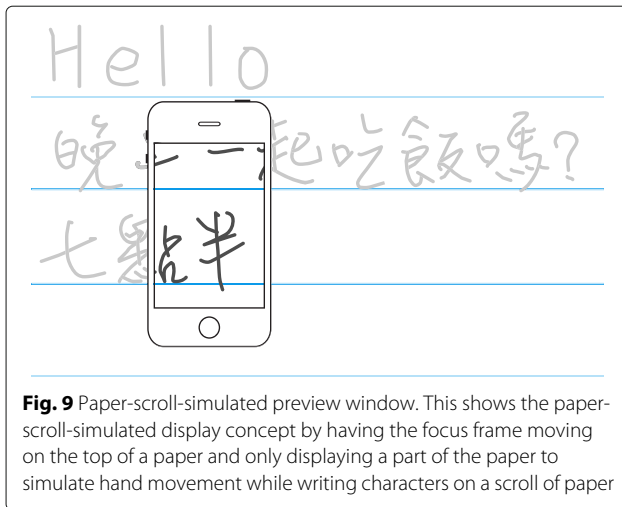 Hello
晚上一起吃飯嗎?
七點半
Fig. 9 Paper-scroll-simulated preview window. This shows the paper-
scroll-simulated display concept by having the focus frame moving
on the top of a paper and only displaying a part of the paper to
simulate hand movement while writing characters on a scroll of paper